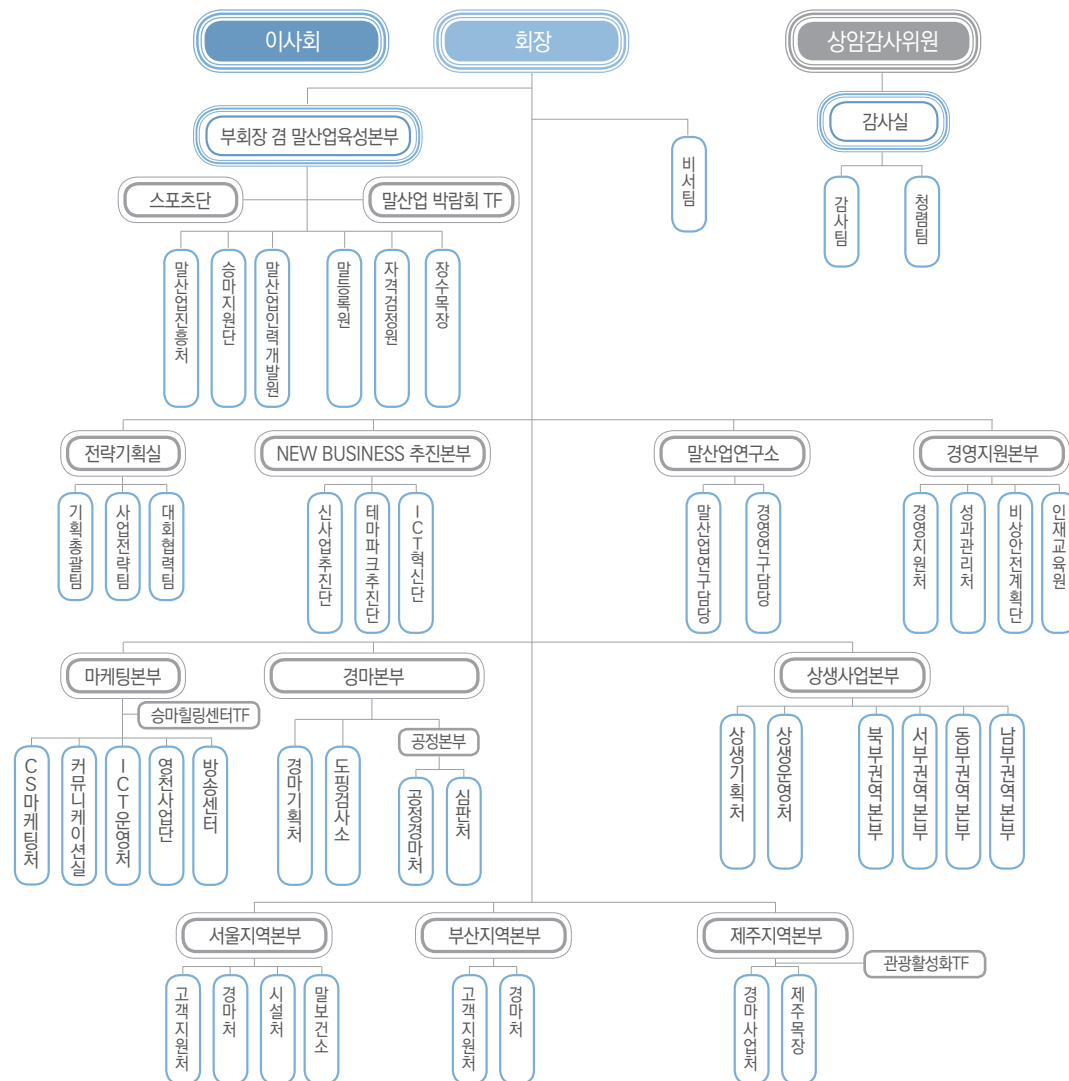 이사회
회장
상암감사위원
부회장 겸 말산업육성본부
감사실
비서팀
감사팀
청렴팀
스포츠단
말산업 박람회 TF
말산업진흥처
승마지원단
말산업인력개발원
말등록원
자격검정원
장수목장
전략기획실
NEW BUSINESS 추진본부
말산업연구소
경영지원본부
기획총괄팀
사업전략팀
대회협력팀
신사업추진단
테마파크추진단
ICT혁신단
말산업연구담당
경영연구담당
경영지원처
성과관리처
비상안전계획단
인재교육원
마케팅본부
경마본부
상생사업본부
승마힐링센터TF
공정본부
CS마케팅처
커뮤니케이션실
ICT운영처
영천사업단
방송센터
경마기획처
도핑검사소
공정경마처
심판처
상생기획처
상생운영처
북부권역본부
서부권역본부
동부권역본부
남부권역본부
서울지역본부
부산지역본부
제주지역본부
관광활성화TF
고객지원처
경마처
시설처
말보건소
고객지원처
경마처
경마사업처
제주목장